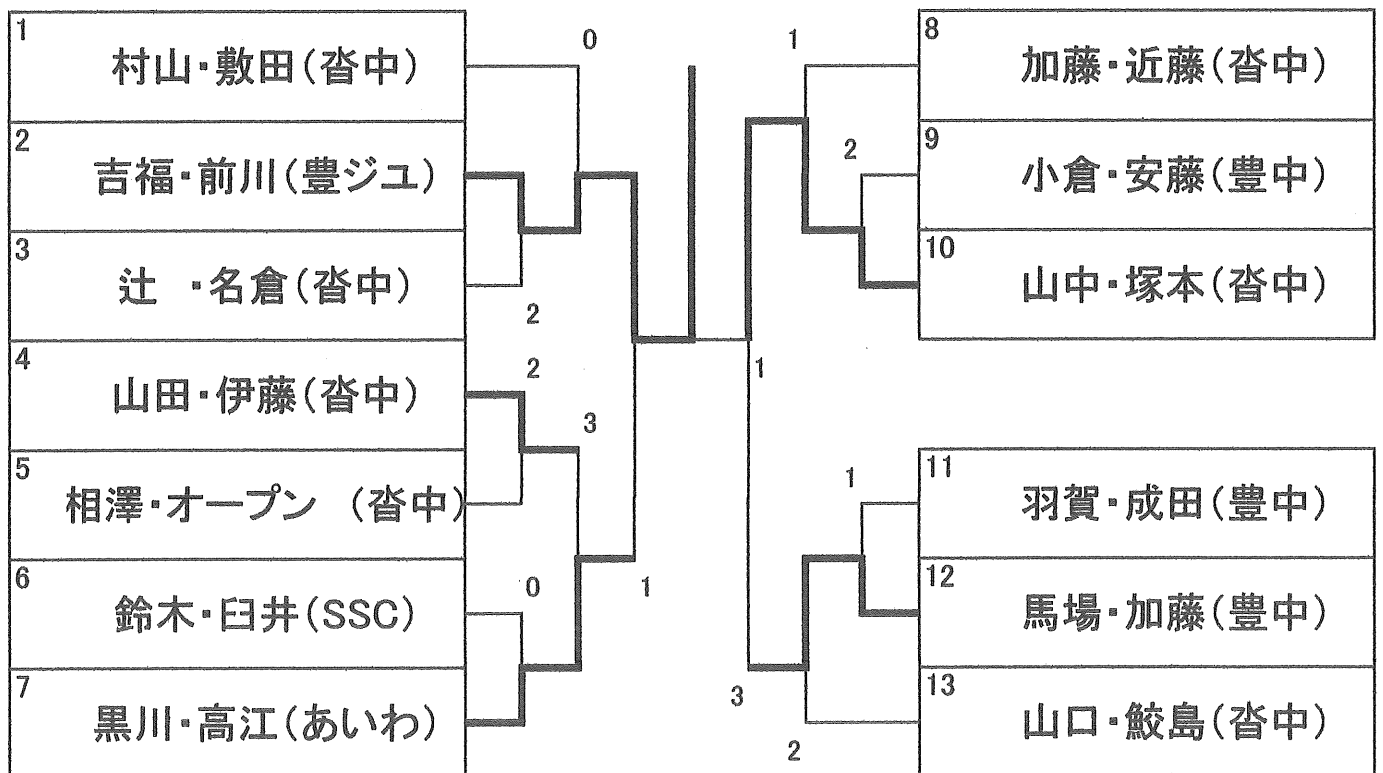 1
村山・敷田(沓中)
2
吉福・前川(豊ジユ)
3
辻 ・名倉(沓中)
4
山田・伊藤(沓中)
5
相澤・オープン (沓中)
6
鈴木・臼井(SSC)
7
黒川・高江(あいわ)
0
2
2
3
0
1
1
2
1
1
3
2
8
加藤・近藤(沓中)
9
小倉・安藤(豊中)
10
山中・塚本(沓中)
11
羽賀・成田(豊中)
12
馬場・加藤(豊中)
13
山口・鮫島(沓中)